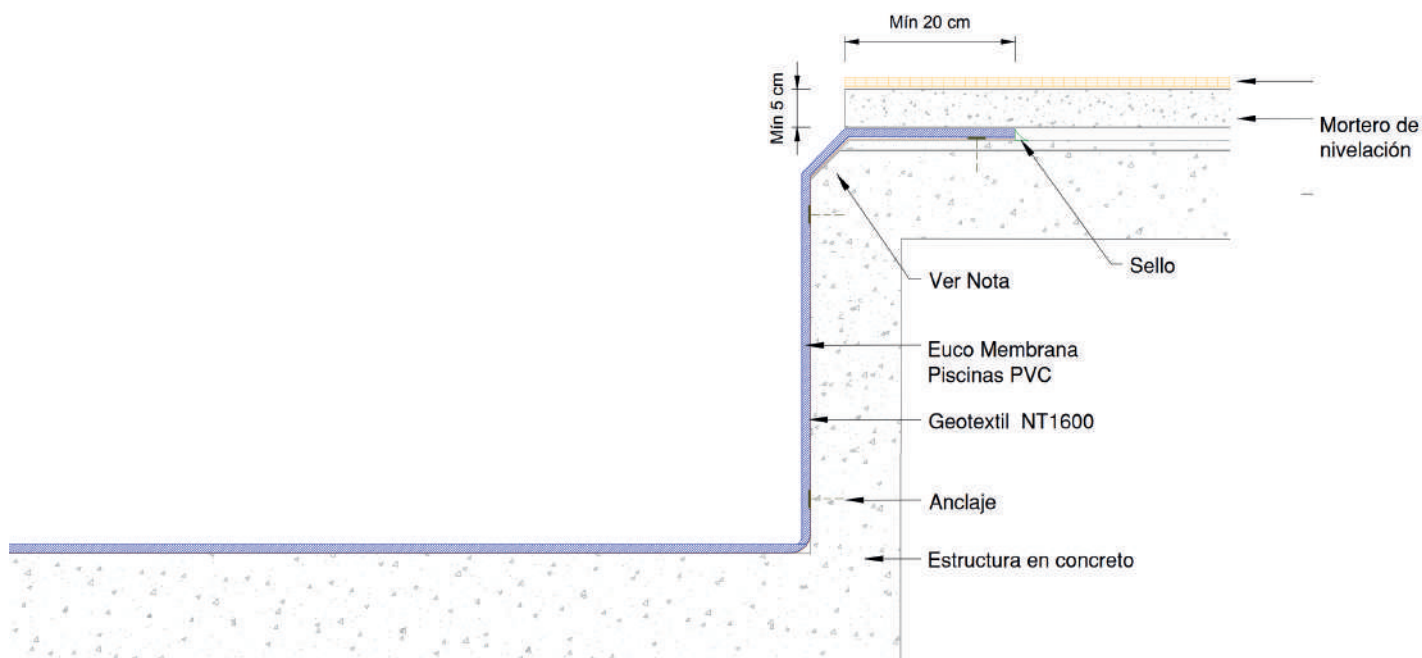 Mín 20 cm
Mín 5 cm
Mortero de
nivelación
Sello
Ver Nota
Euco Membrana
Piscinas PVC
Geotextil NT1600
Anclaje
Estructura en concreto